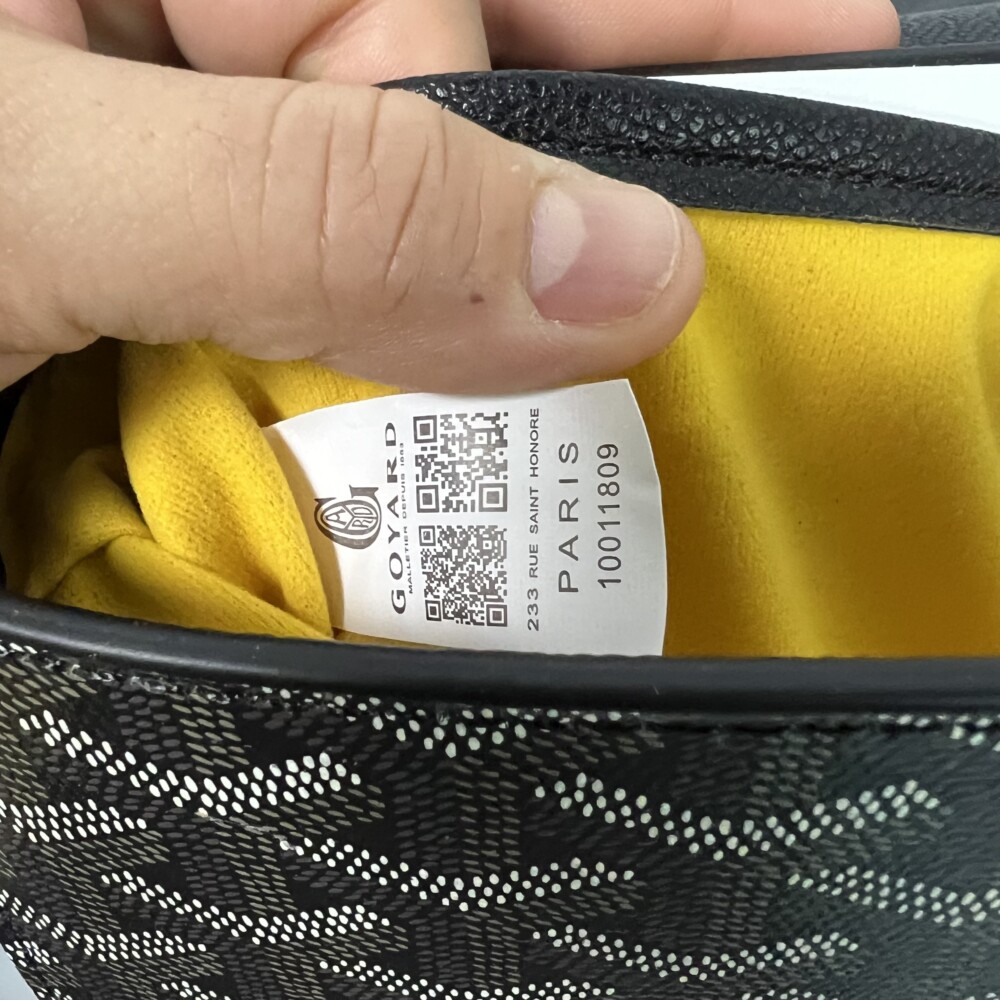 GOYARD
MALLETIER DEPUIS 1853
233 RUE SAINT HONORE
PARIS
10011809